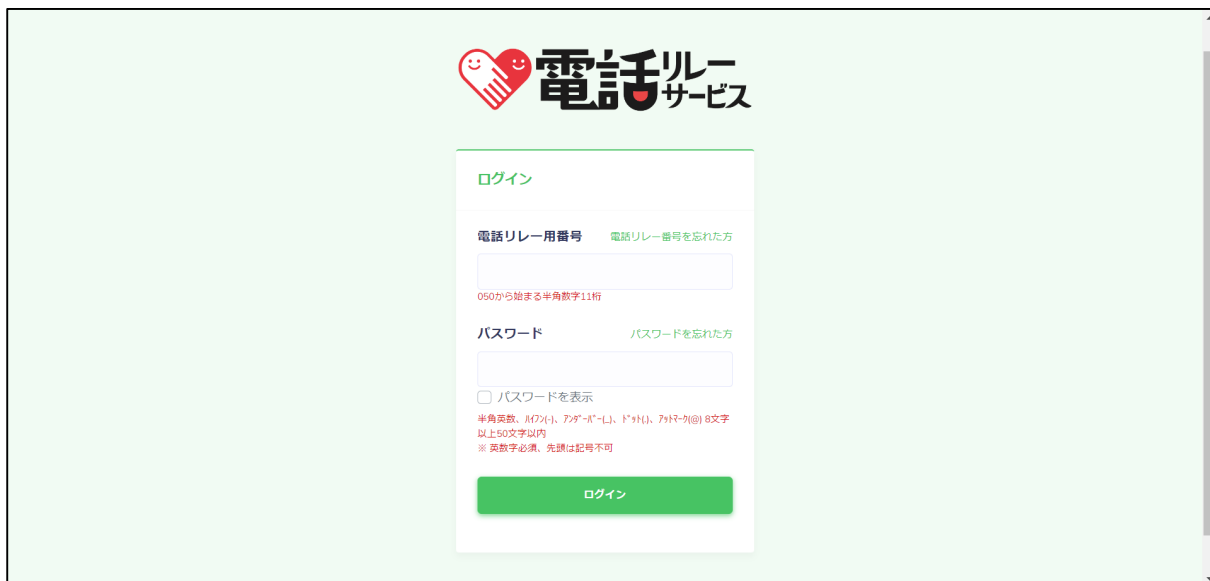 電話リレー
サービス
ログイン
電話リレー用番号 電話リレー番号を忘れた方
050から始まる半角数字11桁
パスワード パスワードを忘れた方
パスワードを表示
半角英数、ﾊｲﾌﾝ(-)、ｱﾝﾀﾞｰﾊﾞｰ(_)、ﾄﾞｯﾄ(.)、ｱｯﾄﾏｰｸ(@) 8文字
以上50文字以内
※ 英数字必須、先頭は記号不可
ログイン